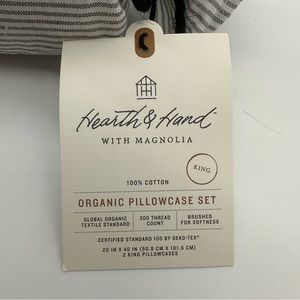 Hearth & Hand™
WITH MAGNOLIA
KING
100% COTTON
ORGANIC PILLOWCASE SET
GLOBAL ORGANIC TEXTILE STANDARD
300 THREAD COUNT
BRUSHED FOR SOFTNESS
CERTIFIED STANDARD 100 BY OEKO-TEX®
20 IN X 40 IN (50.8 CM X 101.6 CM)
2 KING PILLOWCASES